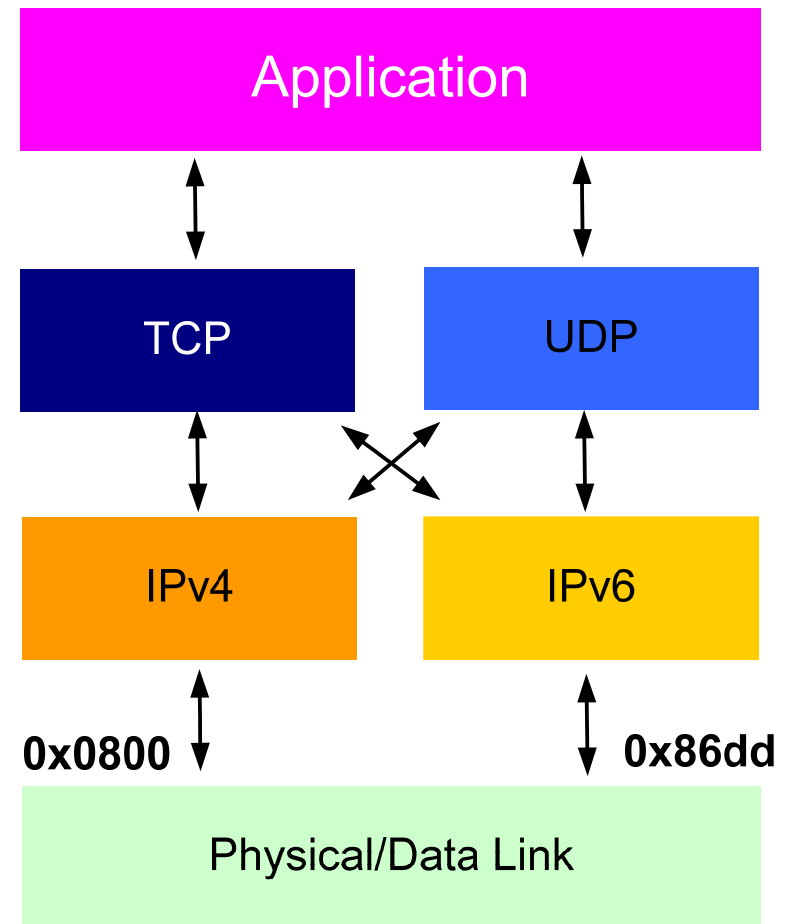 Application
TCP
UDP
IPv4
IPv6
0x0800
0x86dd
Physical/Data Link